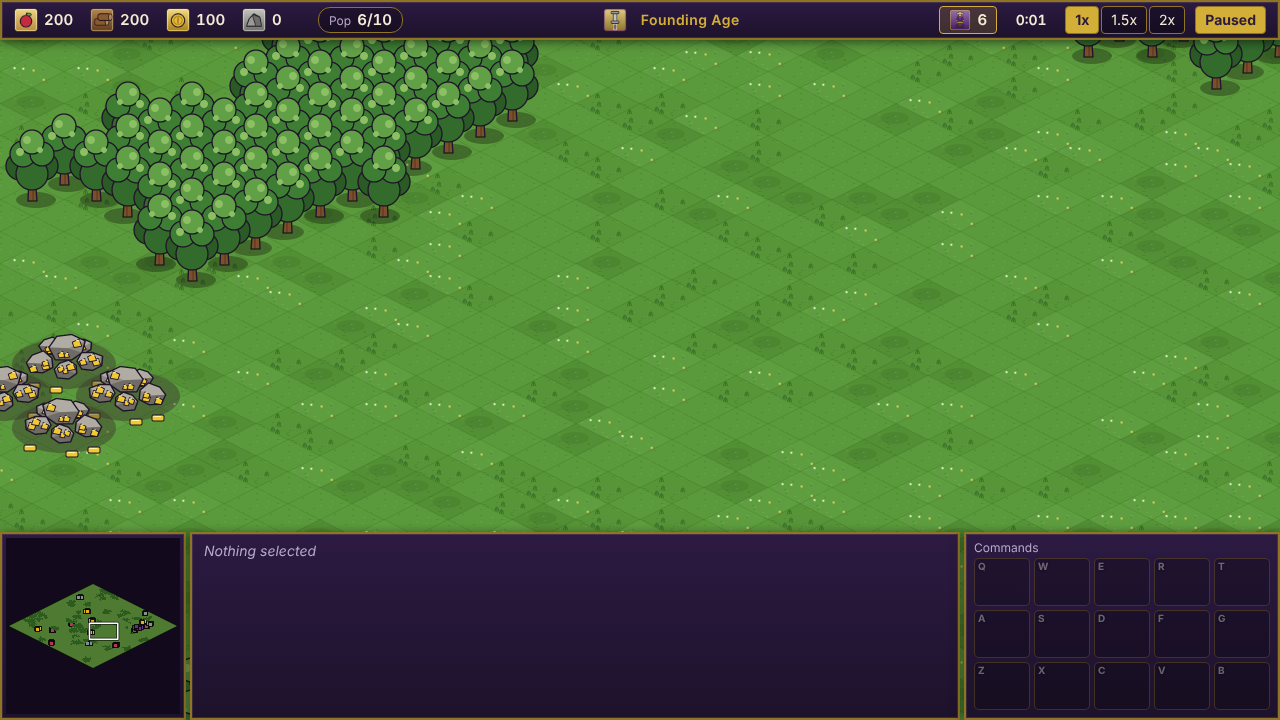 200 200 100 0 Pop 6/10 Founding Age 6 0:01 1x 1.5x 2x Paused
Nothing selected
Commands
Q W E R T
A S D F G
Z X C V B